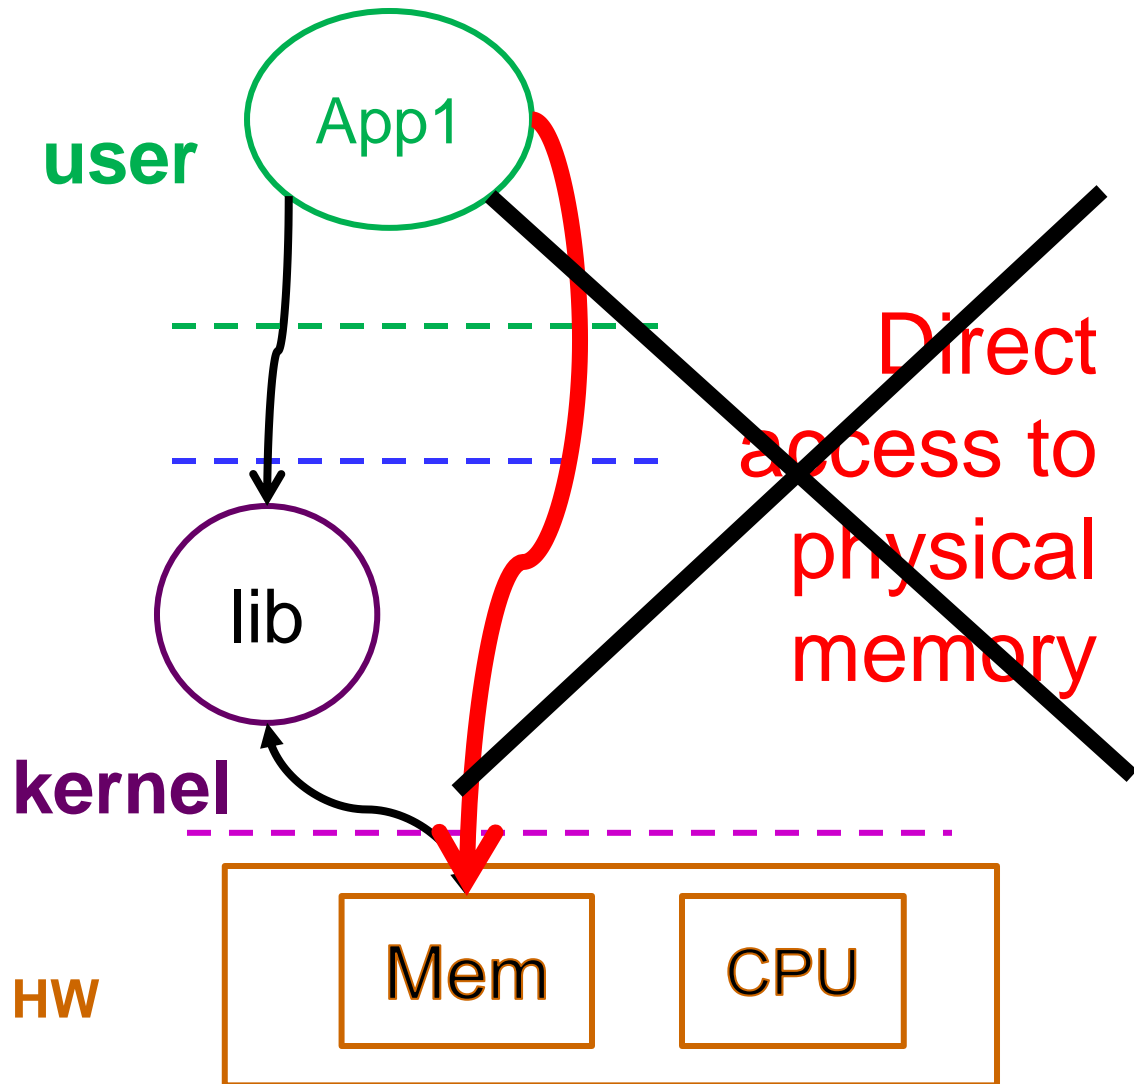 App1
user
Direct
access to
physical
memory
lib
kernel
Mem
CPU
HW